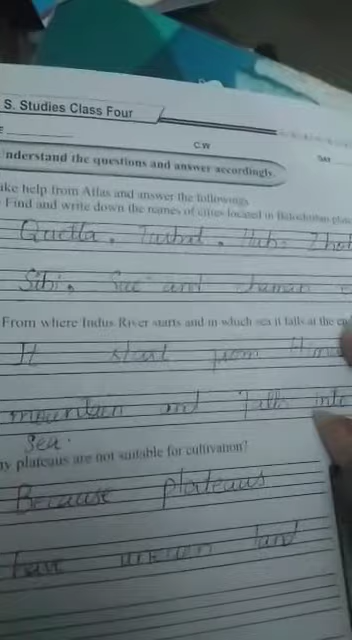 S. Studies Class Four
C.W
nderstand the questions and answer accordingly.
ake help from Atlas and answer the followings
Find and write down the names of cities located in Balochistan
Quetta, Turbat, Hub,
Sibi, Sui and
From where Indus River starts and in which sea it falls at the en
It start from
mountain and falls into
sea.
y plateaus are not suitable for cultivation?
Because plateaus
have uneven land